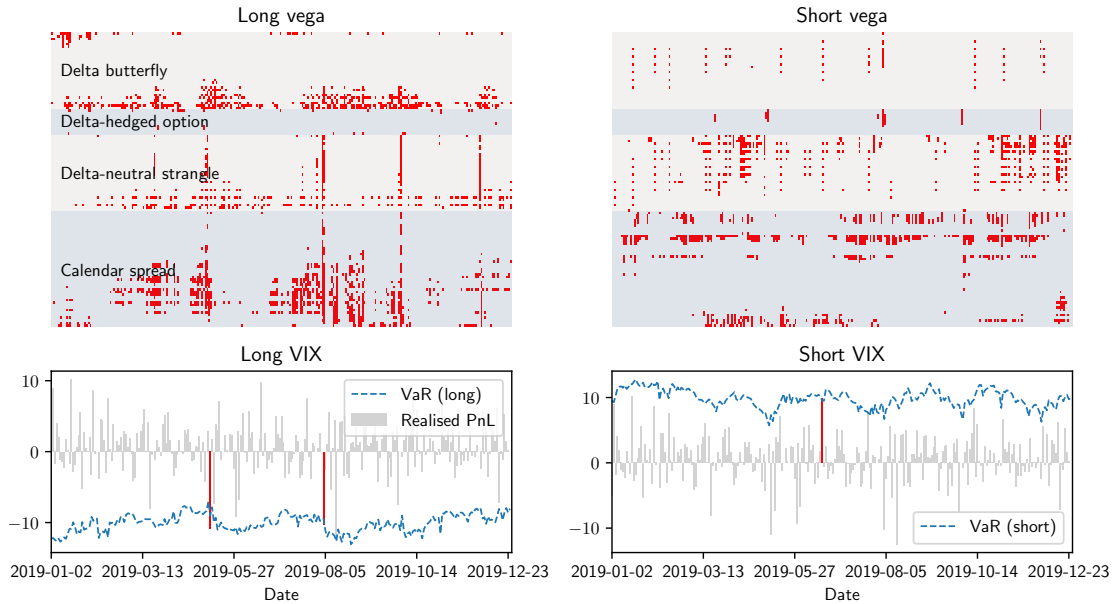 Long vega
Short vega
Delta butterfly
Delta-hedged option
Delta-neutral strangle
Calendar spread
Long VIX
Short VIX
10
0
−10
VaR (long)
Realised PnL
10
0
−10
VaR (short)
2019-01-02 2019-03-13 2019-05-27 2019-08-05 2019-10-14 2019-12-23
2019-01-02 2019-03-13 2019-05-27 2019-08-05 2019-10-14 2019-12-23
Date
Date